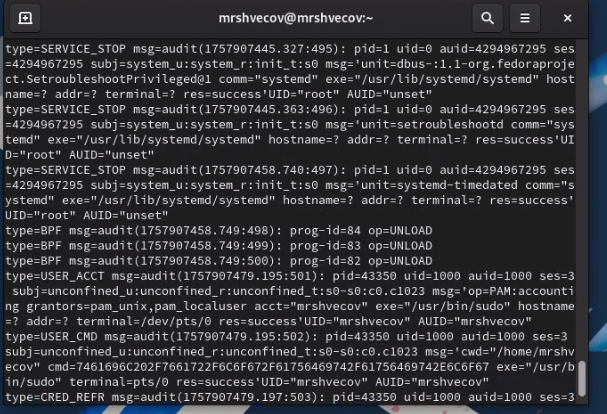 mrshvecov@mrshvecov:~
type=SERVICE_STOP msg=audit(1757907445.327:495): pid=1 uid=0 auid=4294967295 ses
=4294967295 subj=system_u:system_r:init_t:s0 msg='unit=dbus-:1.1-org.fedoraproje
ct.SetroubleshootPrivileged@1 comm="systemd" exe="/usr/lib/systemd/systemd" host
name=? addr=? terminal=? res=success'UID="root" AUID="unset"
type=SERVICE_STOP msg=audit(1757907445.363:496): pid=1 uid=0 auid=4294967295 ses
=4294967295 subj=system_u:system_r:init_t:s0 msg='unit=setroubleshootd comm="sys
temd" exe="/usr/lib/systemd/systemd" hostname=? addr=? terminal=? res=success'UI
D="root" AUID="unset"
type=SERVICE_STOP msg=audit(1757907458.740:497): pid=1 uid=0 auid=4294967295 ses
=4294967295 subj=system_u:system_r:init_t:s0 msg='unit=systemd-timedated comm="s
ystemd" exe="/usr/lib/systemd/systemd" hostname=? addr=? terminal=? res=success'
UID="root" AUID="unset"
type=BPF msg=audit(1757907458.749:498): prog-id=84 op=UNLOAD
type=BPF msg=audit(1757907458.749:499): prog-id=83 op=UNLOAD
type=BPF msg=audit(1757907458.749:500): prog-id=82 op=UNLOAD
type=USER_ACCT msg=audit(1757907479.195:501): pid=43350 uid=1000 auid=1000 ses=3
subj=unconfined_u:unconfined_r:unconfined_t:s0-s0:c0.c1023 msg='op=PAM:accounti
ng grantors=pam_unix,pam_localuser acct="mrshvecov" exe="/usr/bin/sudo" hostname
=? addr=? terminal=/dev/pts/0 res=success'UID="mrshvecov" AUID="mrshvecov"
type=USER_CMD msg=audit(1757907479.195:502): pid=43350 uid=1000 auid=1000 ses=3
subj=unconfined_u:unconfined_r:unconfined_t:s0-s0:c0.c1023 msg='cwd="/home/mrshv
ecov" cmd=7461696C202F7661722F6C6F672F61756469742F61756469742E6C6F67 exe="/usr/b
in/sudo" terminal=pts/0 res=success'UID="mrshvecov" AUID="mrshvecov"
type=CRED_REFR msg=audit(1757907479.197:503): pid=43350 uid=1000 auid=1000 ses=3